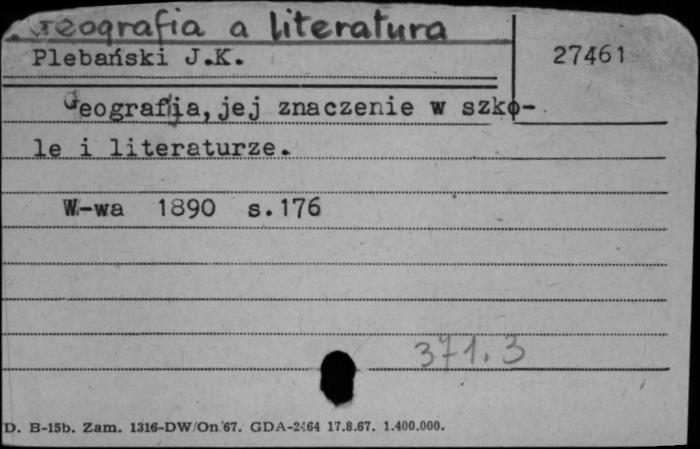 Geografia a literatura
Plebański J.K.
27461
Geografija, jej znaczenie w szko-
le i literaturze.
W-wa 1890 s.176
371.3
D. B-15b. Zam. 1316-DW/On/67. GDA-2464 17.8.67. 1.400.000.